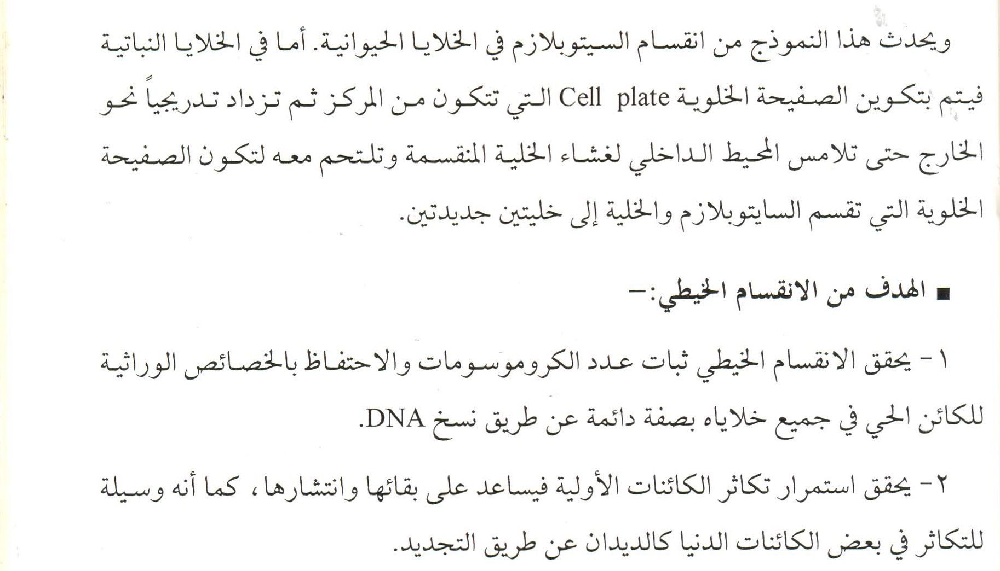 ويحدث هذا النموذج من انقسام السيتوبلازم في الخلايا الحيوانية. أما في الخلايا النباتية
فيتم بتكوين الصفيحة الخلوية Cell plate التي تتكون من المركز ثم تزداد تدريجياً نحو
الخارج حتى تلامس المحيط الداخلي لغشاء الخلية المنقسمة وتلتحم معه لتكون الصفيحة
الخلوية التي تقسم السايتوبلازم والخلية إلى خليتين جديدتين.
■ الهدف من الانقسام الخيطي:–
١- يحقق الانقسام الخيطي ثبات عدد الكروموسومات والاحتفاظ بالخصائص الوراثية
للكائن الحي في جميع خلاياه بصفة دائمة عن طريق نسخ DNA.
٢- يحقق استمرار تكاثر الكائنات الأولية فيساعد على بقائها وانتشارها، كما أنه وسيلة
للتكاثر في بعض الكائنات الدنيا كالديدان عن طريق التجديد.